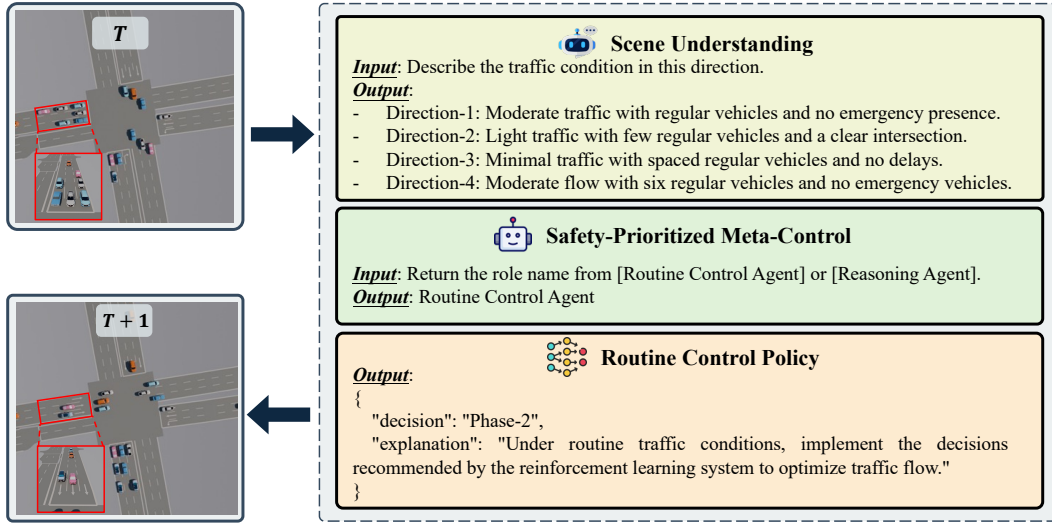 T
T + 1
Scene Understanding
Input: Describe the traffic condition in this direction.
Output:
- Direction-1: Moderate traffic with regular vehicles and no emergency presence.
- Direction-2: Light traffic with few regular vehicles and a clear intersection.
- Direction-3: Minimal traffic with spaced regular vehicles and no delays.
- Direction-4: Moderate flow with six regular vehicles and no emergency vehicles.
Safety-Prioritized Meta-Control
Input: Return the role name from [Routine Control Agent] or [Reasoning Agent].
Output: Routine Control Agent
Routine Control Policy
Output:
{
"decision": "Phase-2",
"explanation": "Under routine traffic conditions, implement the decisions
recommended by the reinforcement learning system to optimize traffic flow."
}